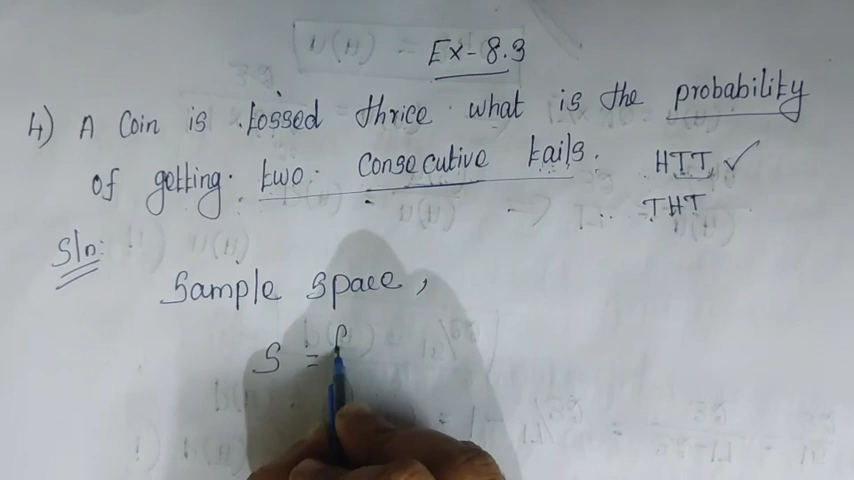 Ex-8.3
4) A Coin is tossed thrice what is the probability
of getting two consecutive tails.
HTT ✓
THT
Sln:
Sample space,
S =